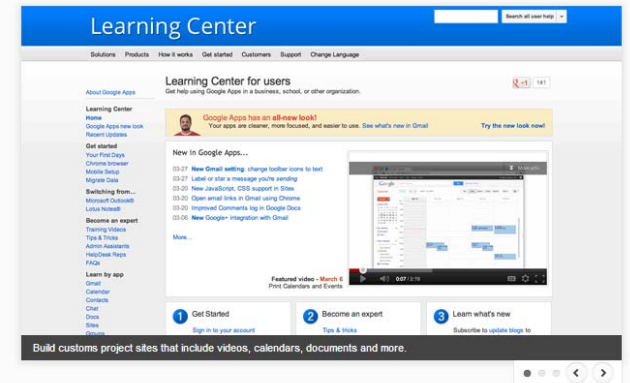 Learning Center
Search all user help
Solutions Products How it works Get started Customers Support Change Language
Learning Center for users
Get help using Google Apps in a business, school, or other organization.
+1 141
About Google Apps
Learning Center
Home
Google Apps new look
Recent Updates
Get started
Your First Days
Chrome browser
Mobile Setup
Migrate Data
Switching from...
Microsoft Outlook®
Lotus Notes®
Become an expert
Training Videos
Tips & Tricks
Admin Assistants
HelpDesk Reps
FAQs
Learn by app
Gmail
Calendar
Contacts
Chat
Docs
Sites
Groups
Google Apps has an all-new look!
Your apps are cleaner, more focused, and easier to use. See what's new in Gmail
Try the new look now!
New in Google Apps...
03-27 New Gmail setting: change toolbar icons to text
03-27 Label or star a message you're sending
03-20 New JavaScript, CSS support in Sites
03-20 Open email links in Gmail using Chrome
03-20 Improved Comments log in Google Docs
03-06 New Google+ integration with Gmail
More...
Google
0:07 / 2:19
Featured video - March 6
Print Calendars and Events
1 Get Started
Sign in to your account
2 Become an expert
Tips & tricks
3 Learn what's new
Subscribe to update blogs to
Build customs project sites that include videos, calendars, documents and more.